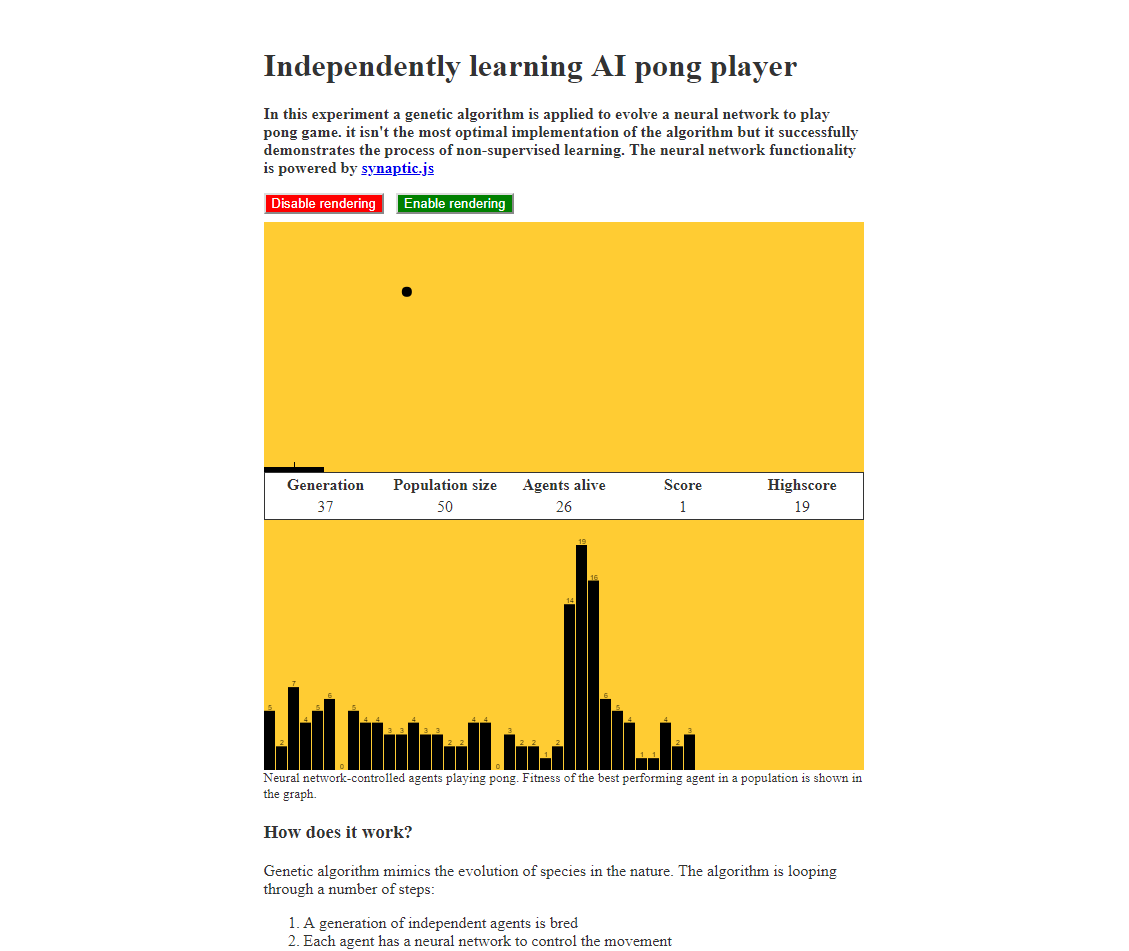 Independently learning AI pong player
In this experiment a genetic algorithm is applied to evolve a neural network to play
pong game. it isn't the most optimal implementation of the algorithm but it successfully
demonstrates the process of non-supervised learning. The neural network functionality
is powered by synaptic.js
Disable rendering Enable rendering
Generation Population size Agents alive Score Highscore
37 50 26 1 19
5 2 7 4 5 6 0 5 4 4 3 3 4 3 3 2 2 4 4 0 3 2 2 1 2 14 19 16 6 5 4 1 1 4 2 3
Neural network-controlled agents playing pong. Fitness of the best performing agent in a population is shown in
the graph.
How does it work?
Genetic algorithm mimics the evolution of species in the nature. The algorithm is looping
through a number of steps:
1. A generation of independent agents is bred
2. Each agent has a neural network to control the movement